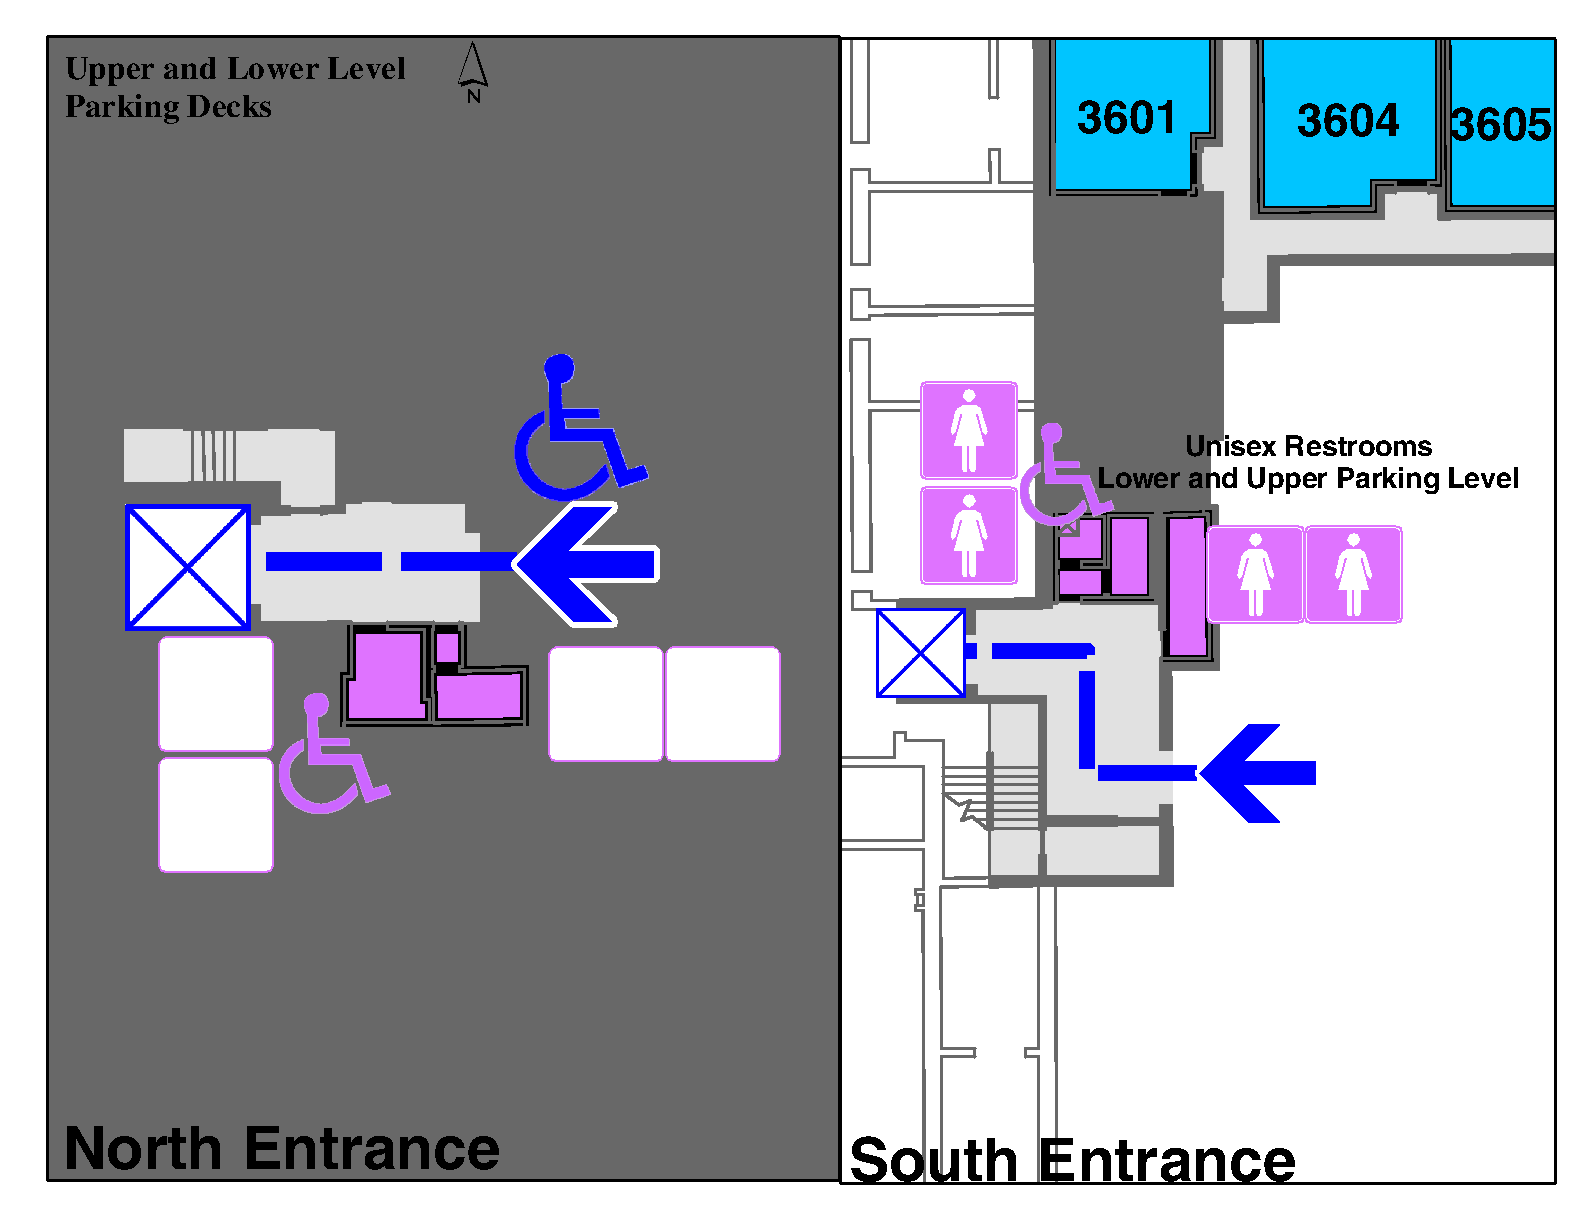 Upper and Lower Level
Parking Decks
N
3601
3604
3605
Unisex Restrooms
Lower and Upper Parking Level
North Entrance
South Entrance